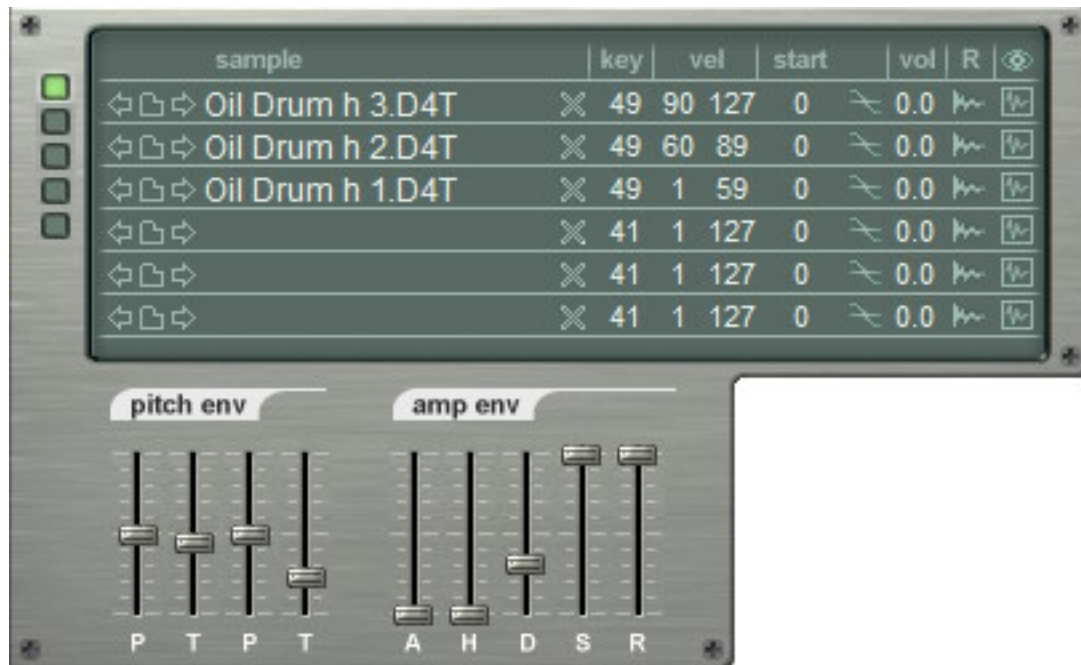 sample key vel start vol R
Oil Drum h 3.D4T 49 90 127 0 0.0
Oil Drum h 2.D4T 49 60 89 0 0.0
Oil Drum h 1.D4T 49 1 59 0 0.0
41 1 127 0 0.0
41 1 127 0 0.0
41 1 127 0 0.0
pitch env amp env
P T P T A H D S R